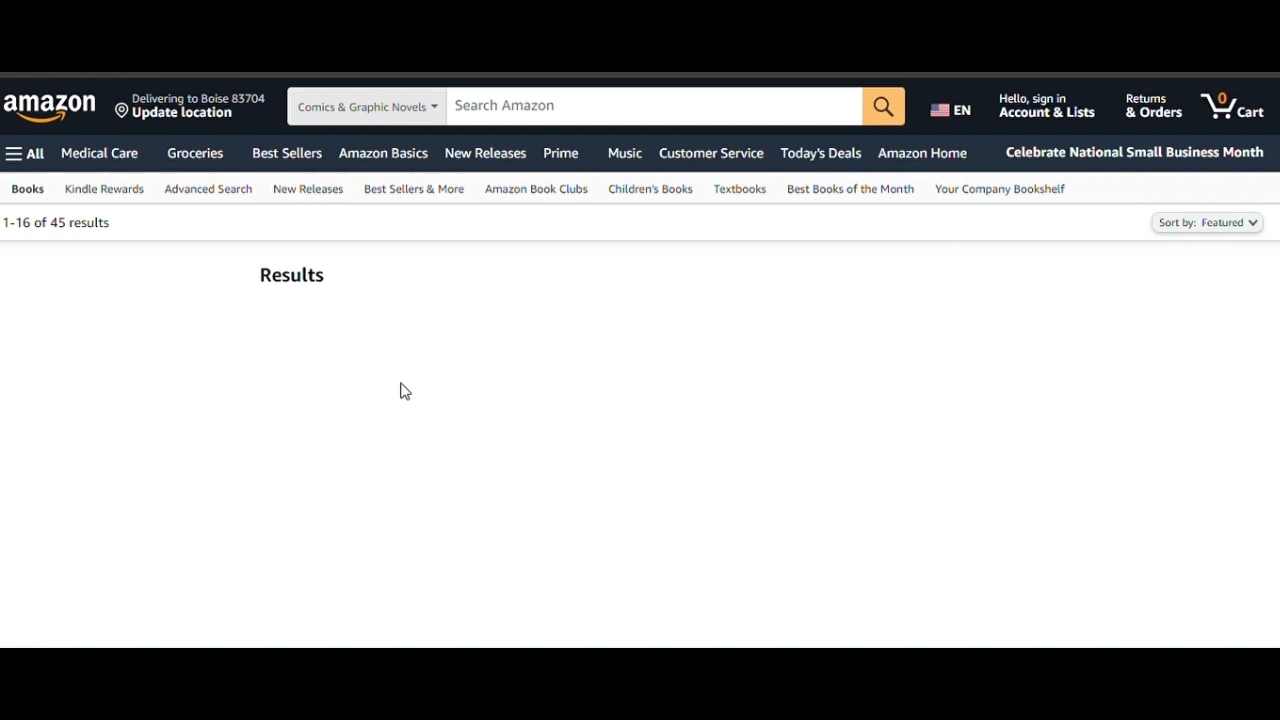 amazon
Delivering to Boise 83704
Update location
Comics & Graphic Novels
Search Amazon
EN
Hello, sign in
Account & Lists
Returns
& Orders
0
Cart
All Medical Care Groceries Best Sellers Amazon Basics New Releases Prime Music Customer Service Today's Deals Amazon Home Celebrate National Small Business Month
Books Kindle Rewards Advanced Search New Releases Best Sellers & More Amazon Book Clubs Children's Books Textbooks Best Books of the Month Your Company Bookshelf
1-16 of 45 results
Sort by: Featured
Results